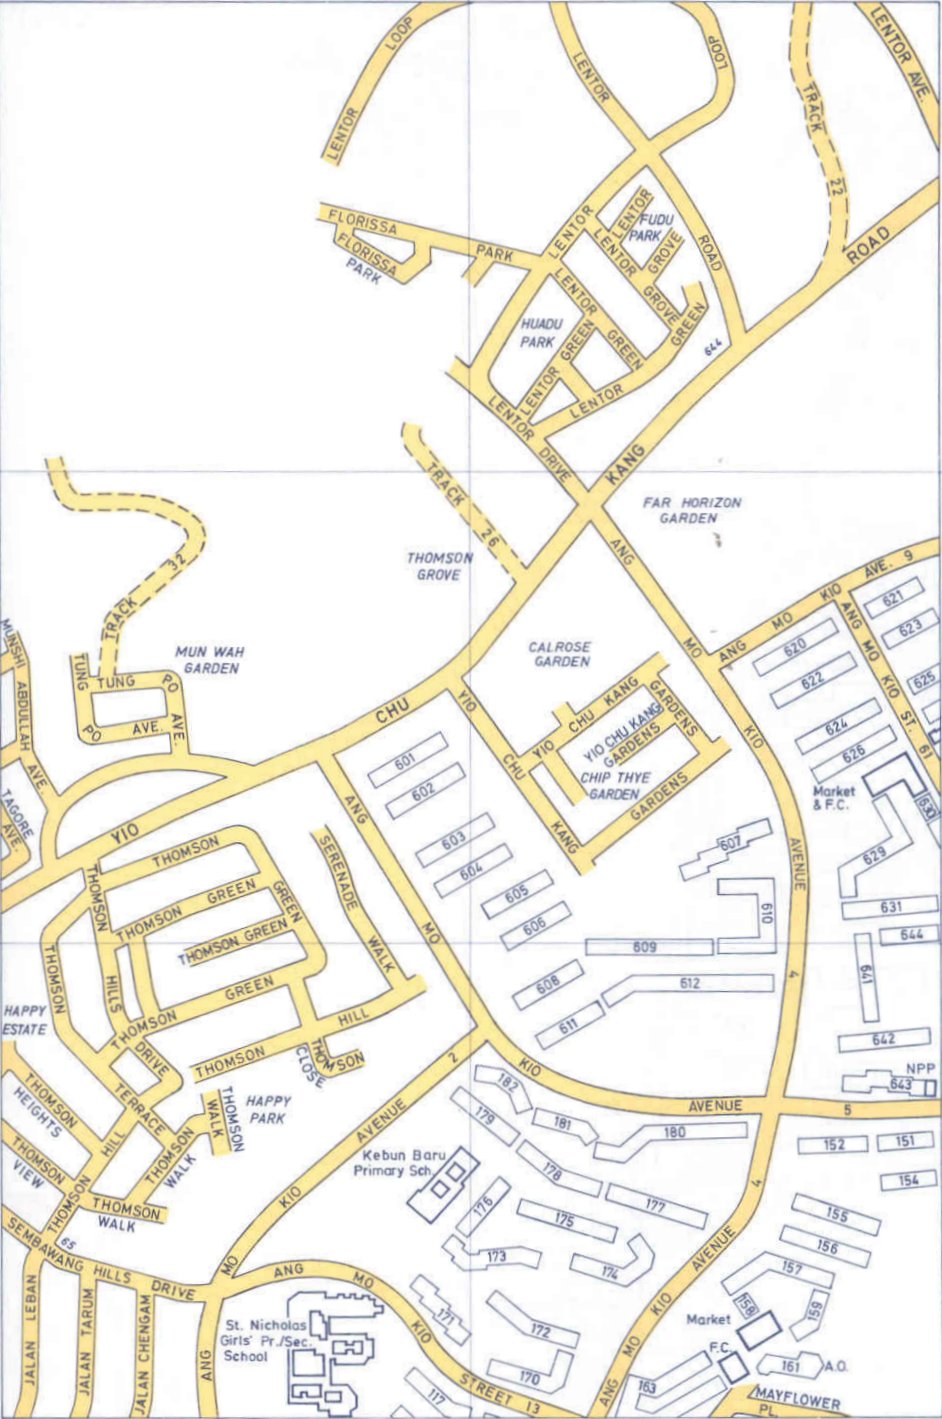 LENTOR LOOP
LENTOR
LOOP
TRACK 22
LENTOR AVE.
FLORISSA PARK
FLORISSA
PARK
LENTOR
LENTOR
FUDU
PARK
LENTOR
GROVE
GROVE
ROAD
ROAD
LENTOR
GREEN
GREEN
HUADU
PARK
LENTOR GREEN
LENTOR
644
LENTOR DRIVE
KANG
TRACK 26
FAR HORIZON
GARDEN
THOMSON
GROVE
ANG
MO
KIO
AVENUE
4
ANG MO KIO AVE. 9
TRACK 32
MUNSHI ABDULLAH AVE.
MUN WAH
GARDEN
TUNG
TUNG
PO
PO
AVE.
AVE.
CALROSE
GARDEN
ANG MO KIO ST. 61
621
623
625
620
622
624
626
Market
& F.C.
630
629
631
644
641
642
NPP
643
CHU
YIO
CHU
KANG
YIO CHU KANG
GARDENS
YIO CHU KANG
GARDENS
CHIP THYE
GARDEN
GARDENS
TAGORE
AVE.
YIO
601
602
603
604
605
606
607
608
609
610
611
612
ANG
MO
KIO
AVENUE
5
SERENADE WALK
THOMSON
GREEN
THOMSON HILLS DRIVE
THOMSON GREEN
THOMSON GREEN
THOMSON GREEN
THOMSON
HAPPY
ESTATE
TERRACE
THOMSON HILL
THOMSON
CLOSE
THOMSON
HEIGHTS
THOMSON
WALK
HAPPY
PARK
THOMSON
WALK
THOMSON
VIEW
THOMSON HILL
THOMSON
WALK
65
SEMBAWANG HILLS DRIVE
MO
KIO
AVENUE
2
182
179
181
180
178
177
176
175
173
174
171
172
170
117
163
Kebun Baru
Primary Sch.
152
151
154
155
156
157
158
159
161
Market
F.C.
A.O.
MAYFLOWER
PL
ANG MO KIO AVENUE 4
ANG MO KIO STREET 13
St. Nicholas
Girls' Pr./Sec.
School
JALAN LEBAN
JALAN TARUM
JALAN CHENGAM
ANG